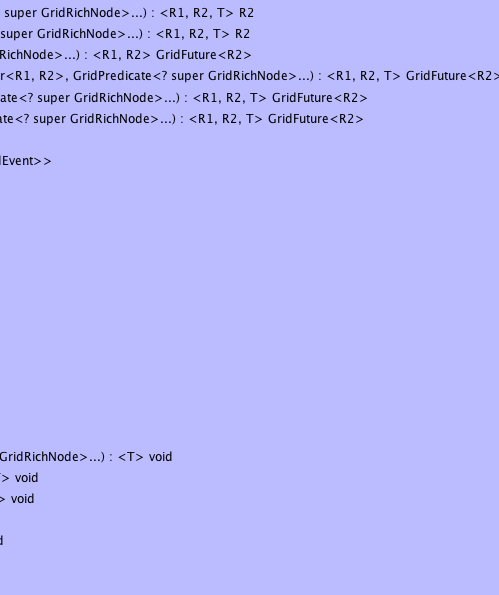 super GridRichNode>...) : <R1, R2, T> R2
super GridRichNode>...) : <R1, R2, T> R2
RichNode>...) : <R1, R2> GridFuture<R2>
r<R1, R2>, GridPredicate<? super GridRichNode>...) : <R1, R2, T> GridFuture<R2>
ate<? super GridRichNode>...) : <R1, R2, T> GridFuture<R2>
ate<? super GridRichNode>...) : <R1, R2, T> GridFuture<R2>
lEvent>>
GridRichNode>...) : <T> void
> void
> void
d